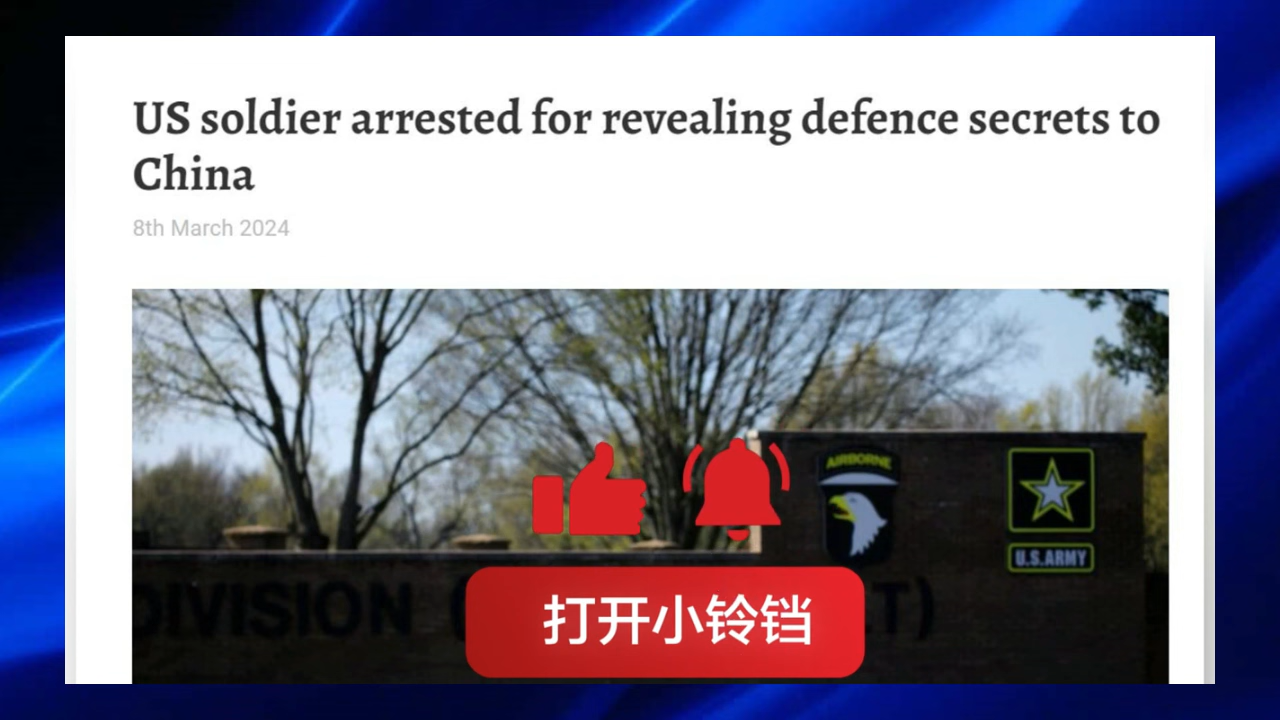 US soldier arrested for revealing defence secrets to
China
8th March 2024
AIRBORNE
U.S.ARMY
DIVISION (
T)
打开小铃铛